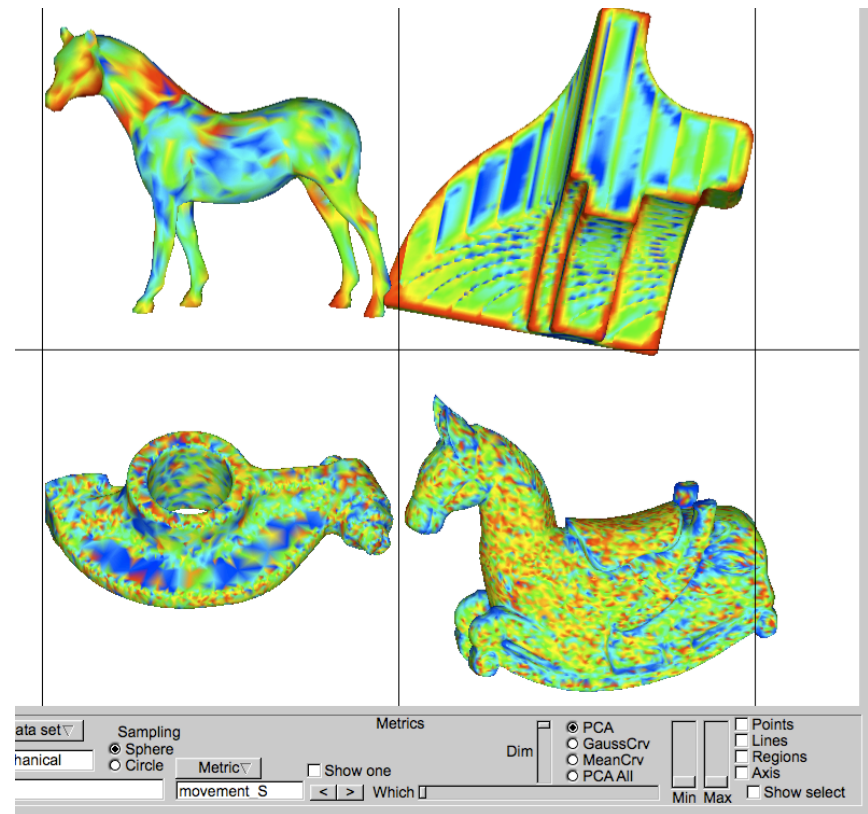 Metrics
ata set
Sampling
Sphere
Circle
hanical
Metric
movement_S
Show one
< > Which
Dim
PCA
GaussCrv
MeanCrv
PCA All
Min Max
Points
Lines
Regions
Axis
Show select